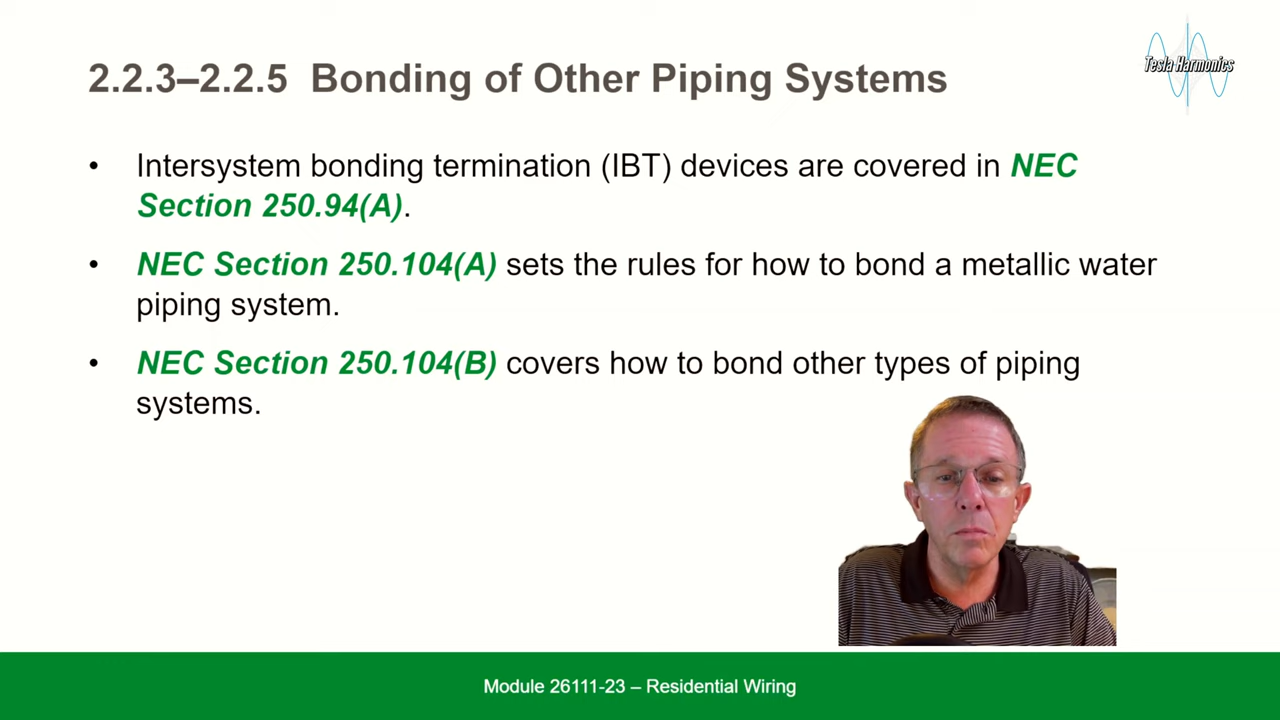 2.2.3–2.2.5 Bonding of Other Piping Systems
Tesla Harmonics
• Intersystem bonding termination (IBT) devices are covered in NEC
Section 250.94(A).
• NEC Section 250.104(A) sets the rules for how to bond a metallic water
piping system.
• NEC Section 250.104(B) covers how to bond other types of piping
systems.
Module 26111-23 – Residential Wiring